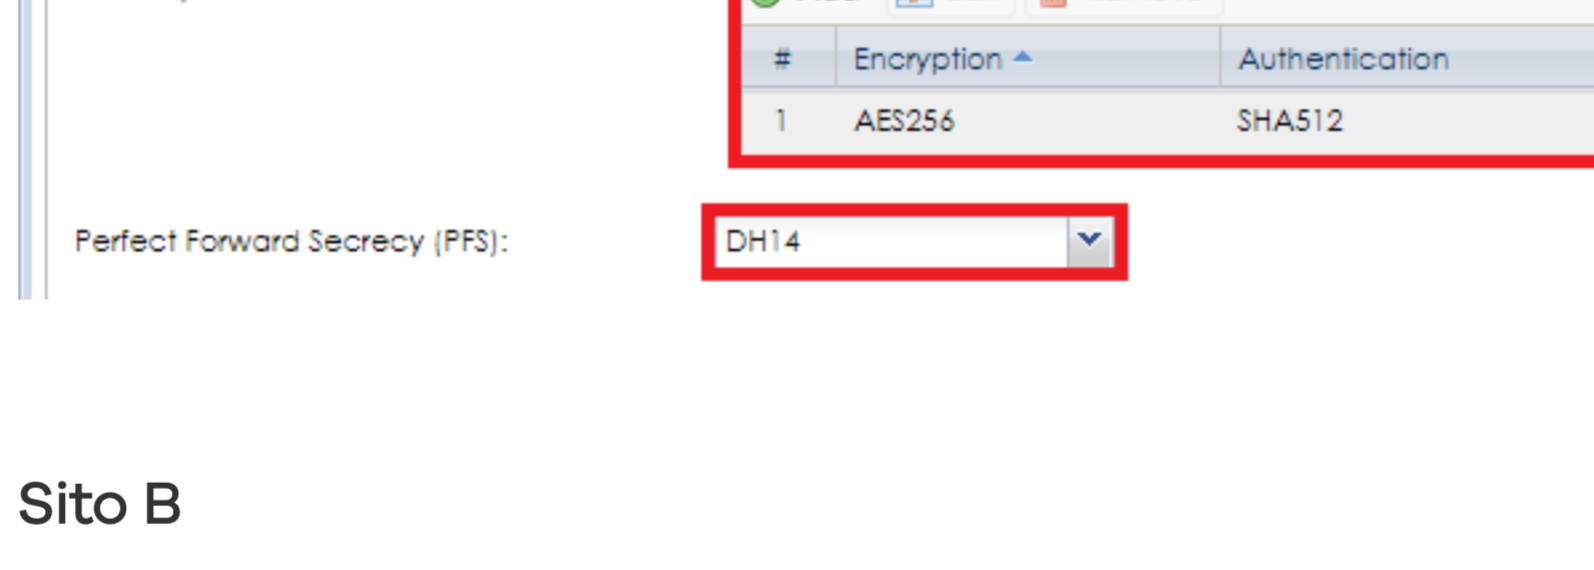 # Encryption Authentication
1 AES256 SHA512
Perfect Forward Secrecy (PFS): DH14
Sito B